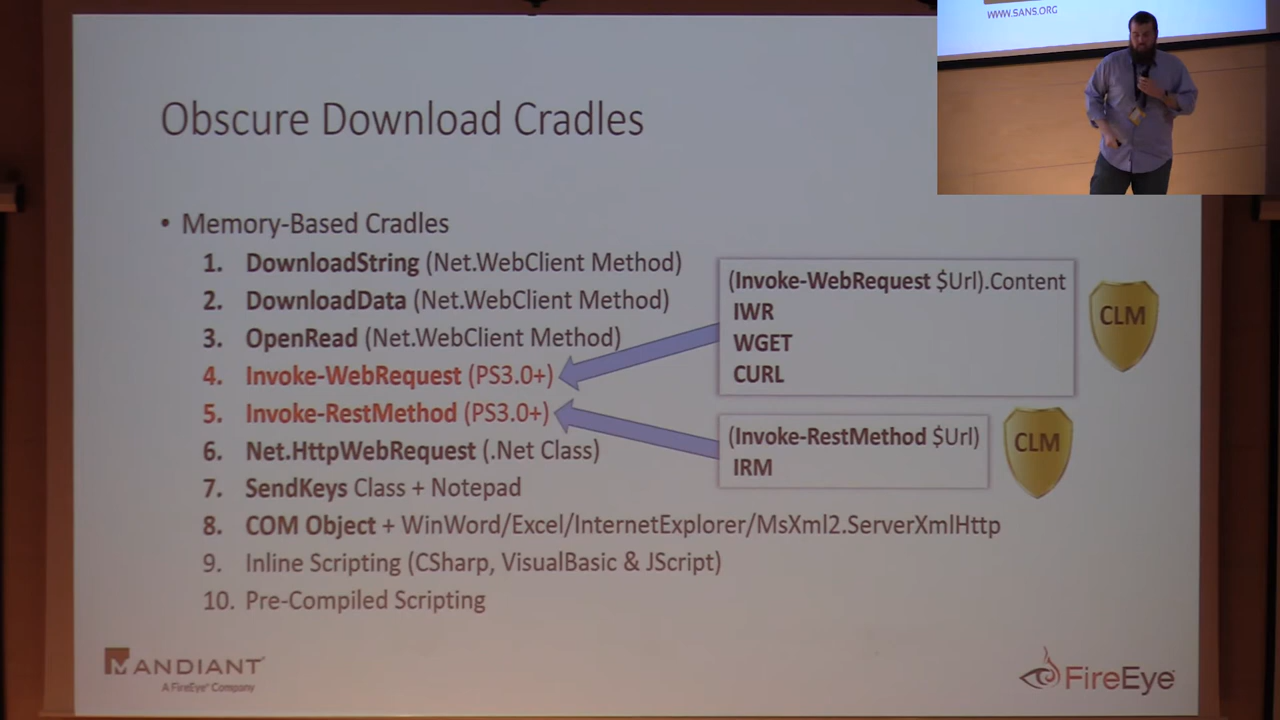 WWW.SANS.ORG
Obscure Download Cradles
• Memory-Based Cradles
1. DownloadString (Net.WebClient Method)
2. DownloadData (Net.WebClient Method)
3. OpenRead (Net.WebClient Method)
4. Invoke-WebRequest (PS3.0+)
5. Invoke-RestMethod (PS3.0+)
6. Net.HttpWebRequest (.Net Class)
7. SendKeys Class + Notepad
8. COM Object + WinWord/Excel/InternetExplorer/MsXml2.ServerXmlHttp
9. Inline Scripting (CSharp, VisualBasic & JScript)
10. Pre-Compiled Scripting
(Invoke-WebRequest $Url).Content
IWR
WGET
CURL
CLM
(Invoke-RestMethod $Url)
IRM
CLM
MANDIANT
A FireEye® Company
FireEye